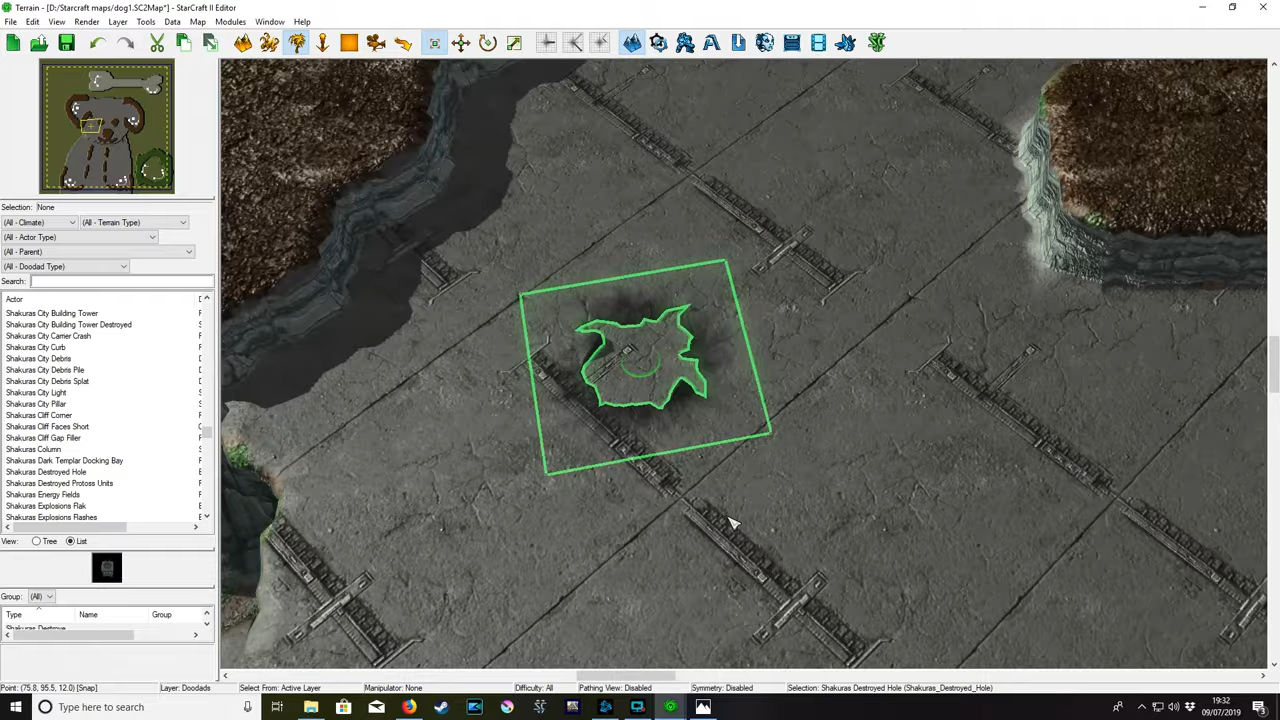 Terrain - [D:/Starcraft maps/dog1.SC2Map*] - StarCraft II Editor
File Edit View Render Layer Tools Data Map Modules Window Help
Selection: None
(All - Climate) (All - Terrain Type)
(All - Actor Type)
(All - Parent)
(All - Doodad Type)
Search:
Actor
Shakuras City Building Tower
Shakuras City Building Tower Destroyed
Shakuras City Carrier Crash
Shakuras City Curb
Shakuras City Debris
Shakuras City Debris Pile
Shakuras City Debris Splat
Shakuras City Light
Shakuras City Pillar
Shakuras Cliff Corner
Shakuras Cliff Faces Short
Shakuras Cliff Gap Filler
Shakuras Column
Shakuras Dark Templar Docking Bay
Shakuras Destroyed Hole
Shakuras Destroyed Protoss Units
Shakuras Energy Fields
Shakuras Explosions Flak
Shakuras Explosions Flashes
View: Tree List
Group: (All)
Type Name Group
Point: (75.8, 95.5, 12.0) [Snap] Layer: Doodads Select From: Active Layer Manipulator: None Difficulty: All Pathing View: Disabled Symmetry: Disabled Selection: Shakuras Destroyed Hole (Shakuras_Destroyed_Hole)
Type here to search
19:32
09/07/2019